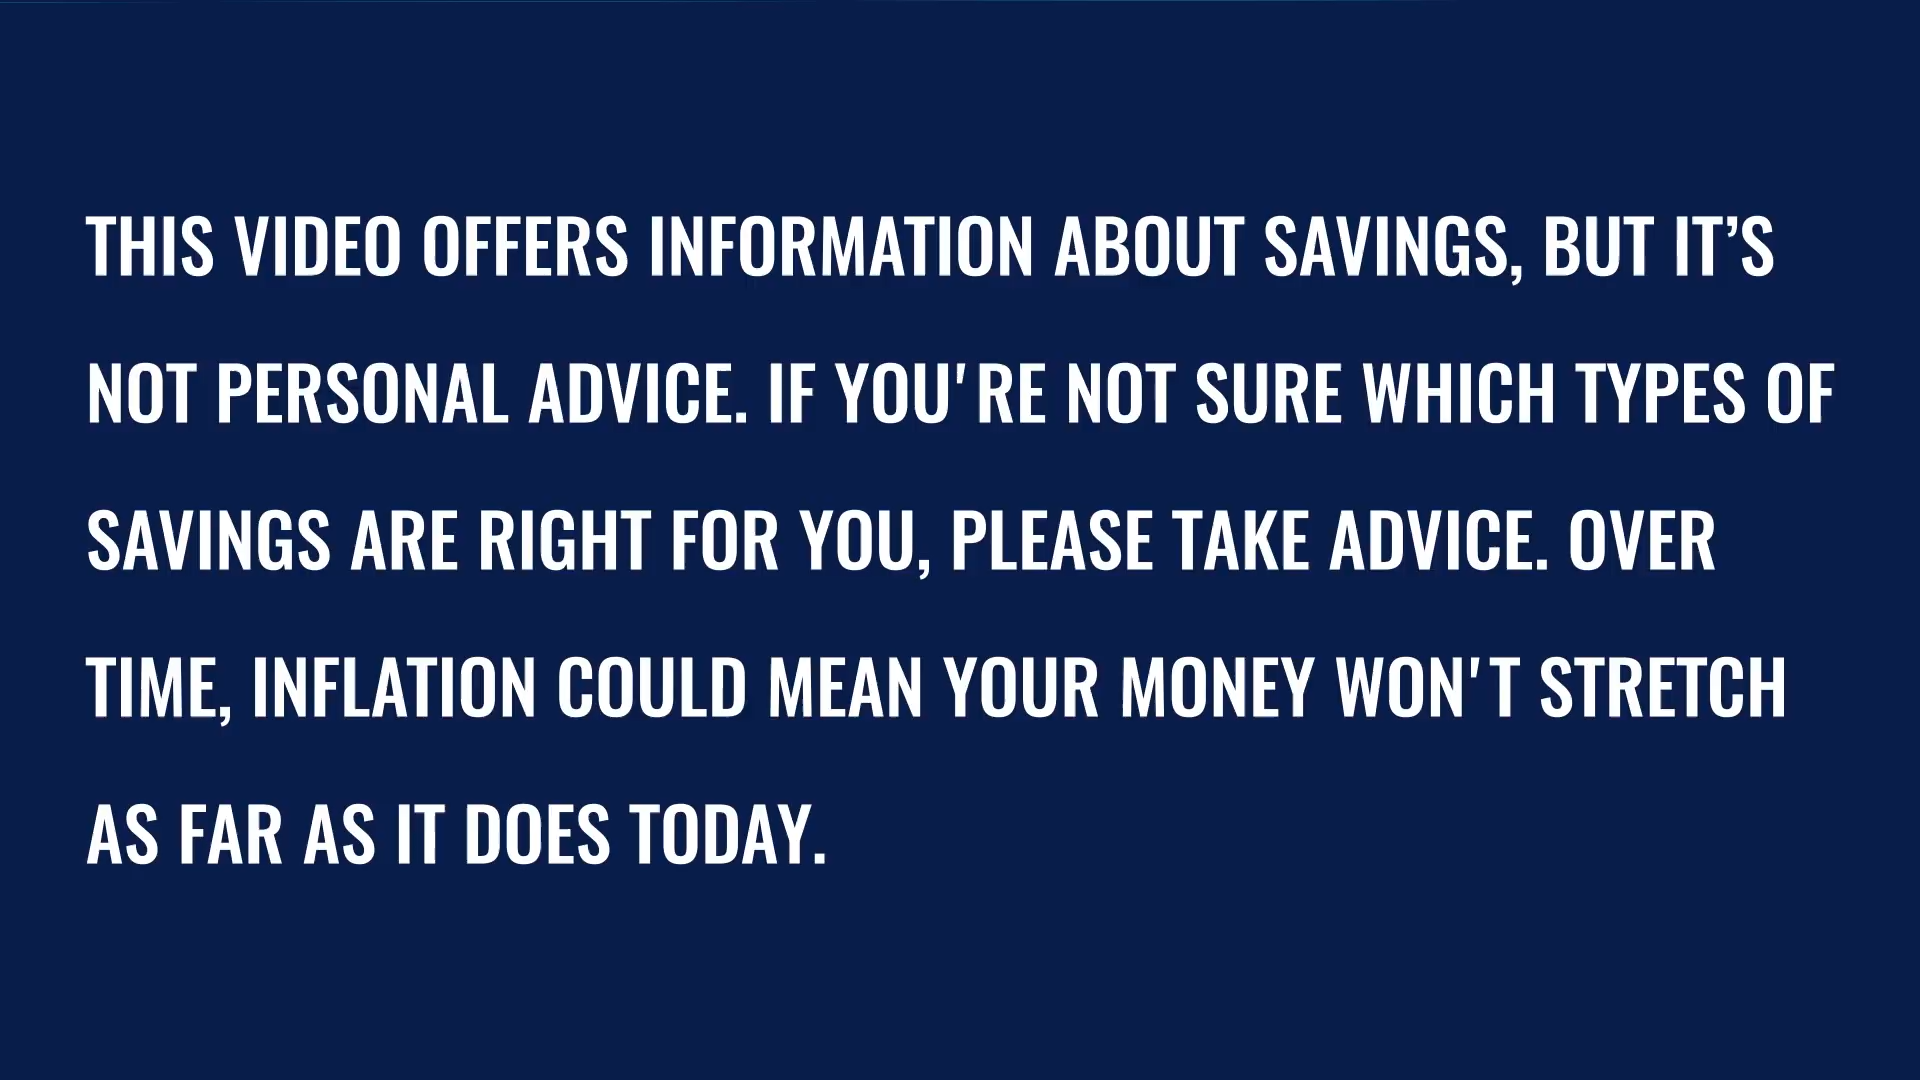 THIS VIDEO OFFERS INFORMATION ABOUT SAVINGS, BUT IT’S
NOT PERSONAL ADVICE. IF YOU'RE NOT SURE WHICH TYPES OF
SAVINGS ARE RIGHT FOR YOU, PLEASE TAKE ADVICE. OVER
TIME, INFLATION COULD MEAN YOUR MONEY WON'T STRETCH
AS FAR AS IT DOES TODAY.